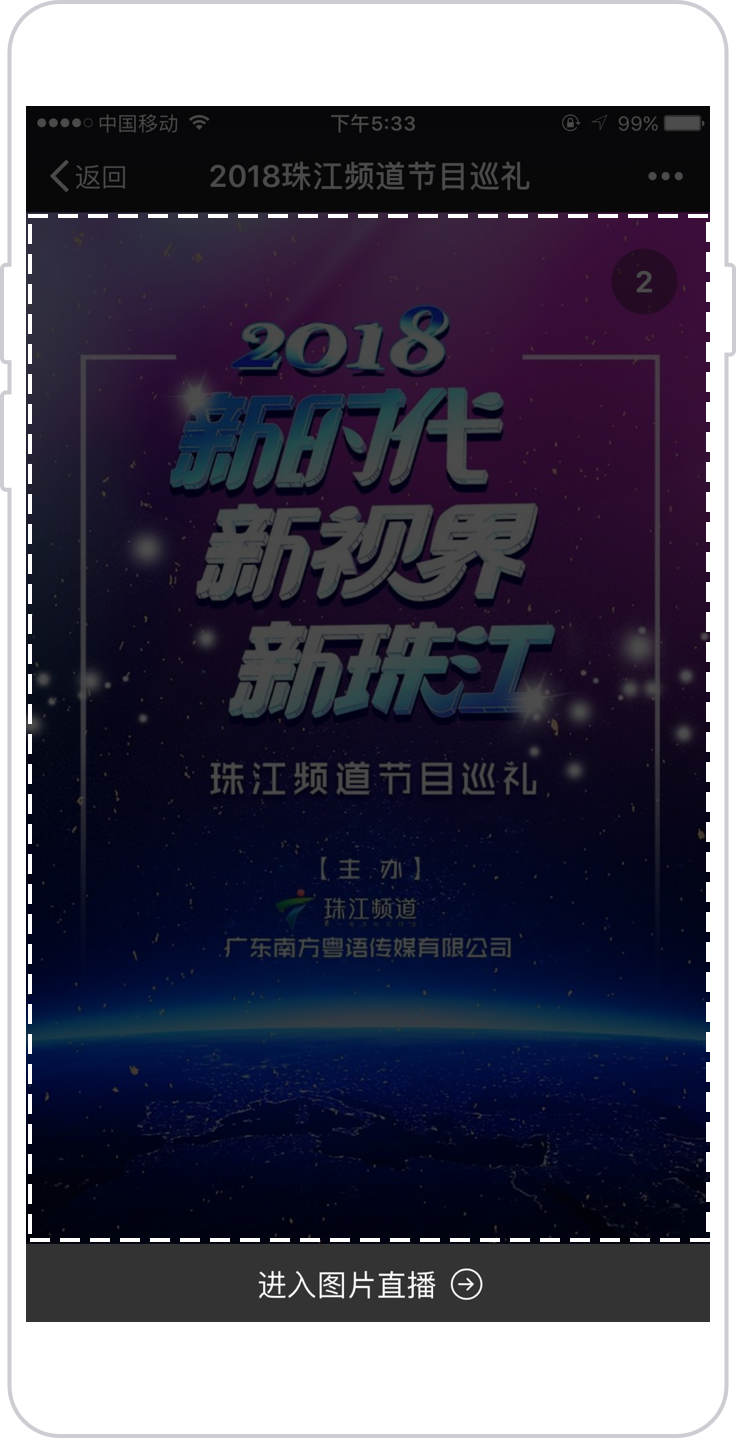 中国移动
下午5:33
99%
返回
2018珠江频道节目巡礼
2
2018
新时代
新视界
新珠江
珠江频道节目巡礼
【主 办】
珠江频道
广东南方粤语传媒有限公司
进入图片直播